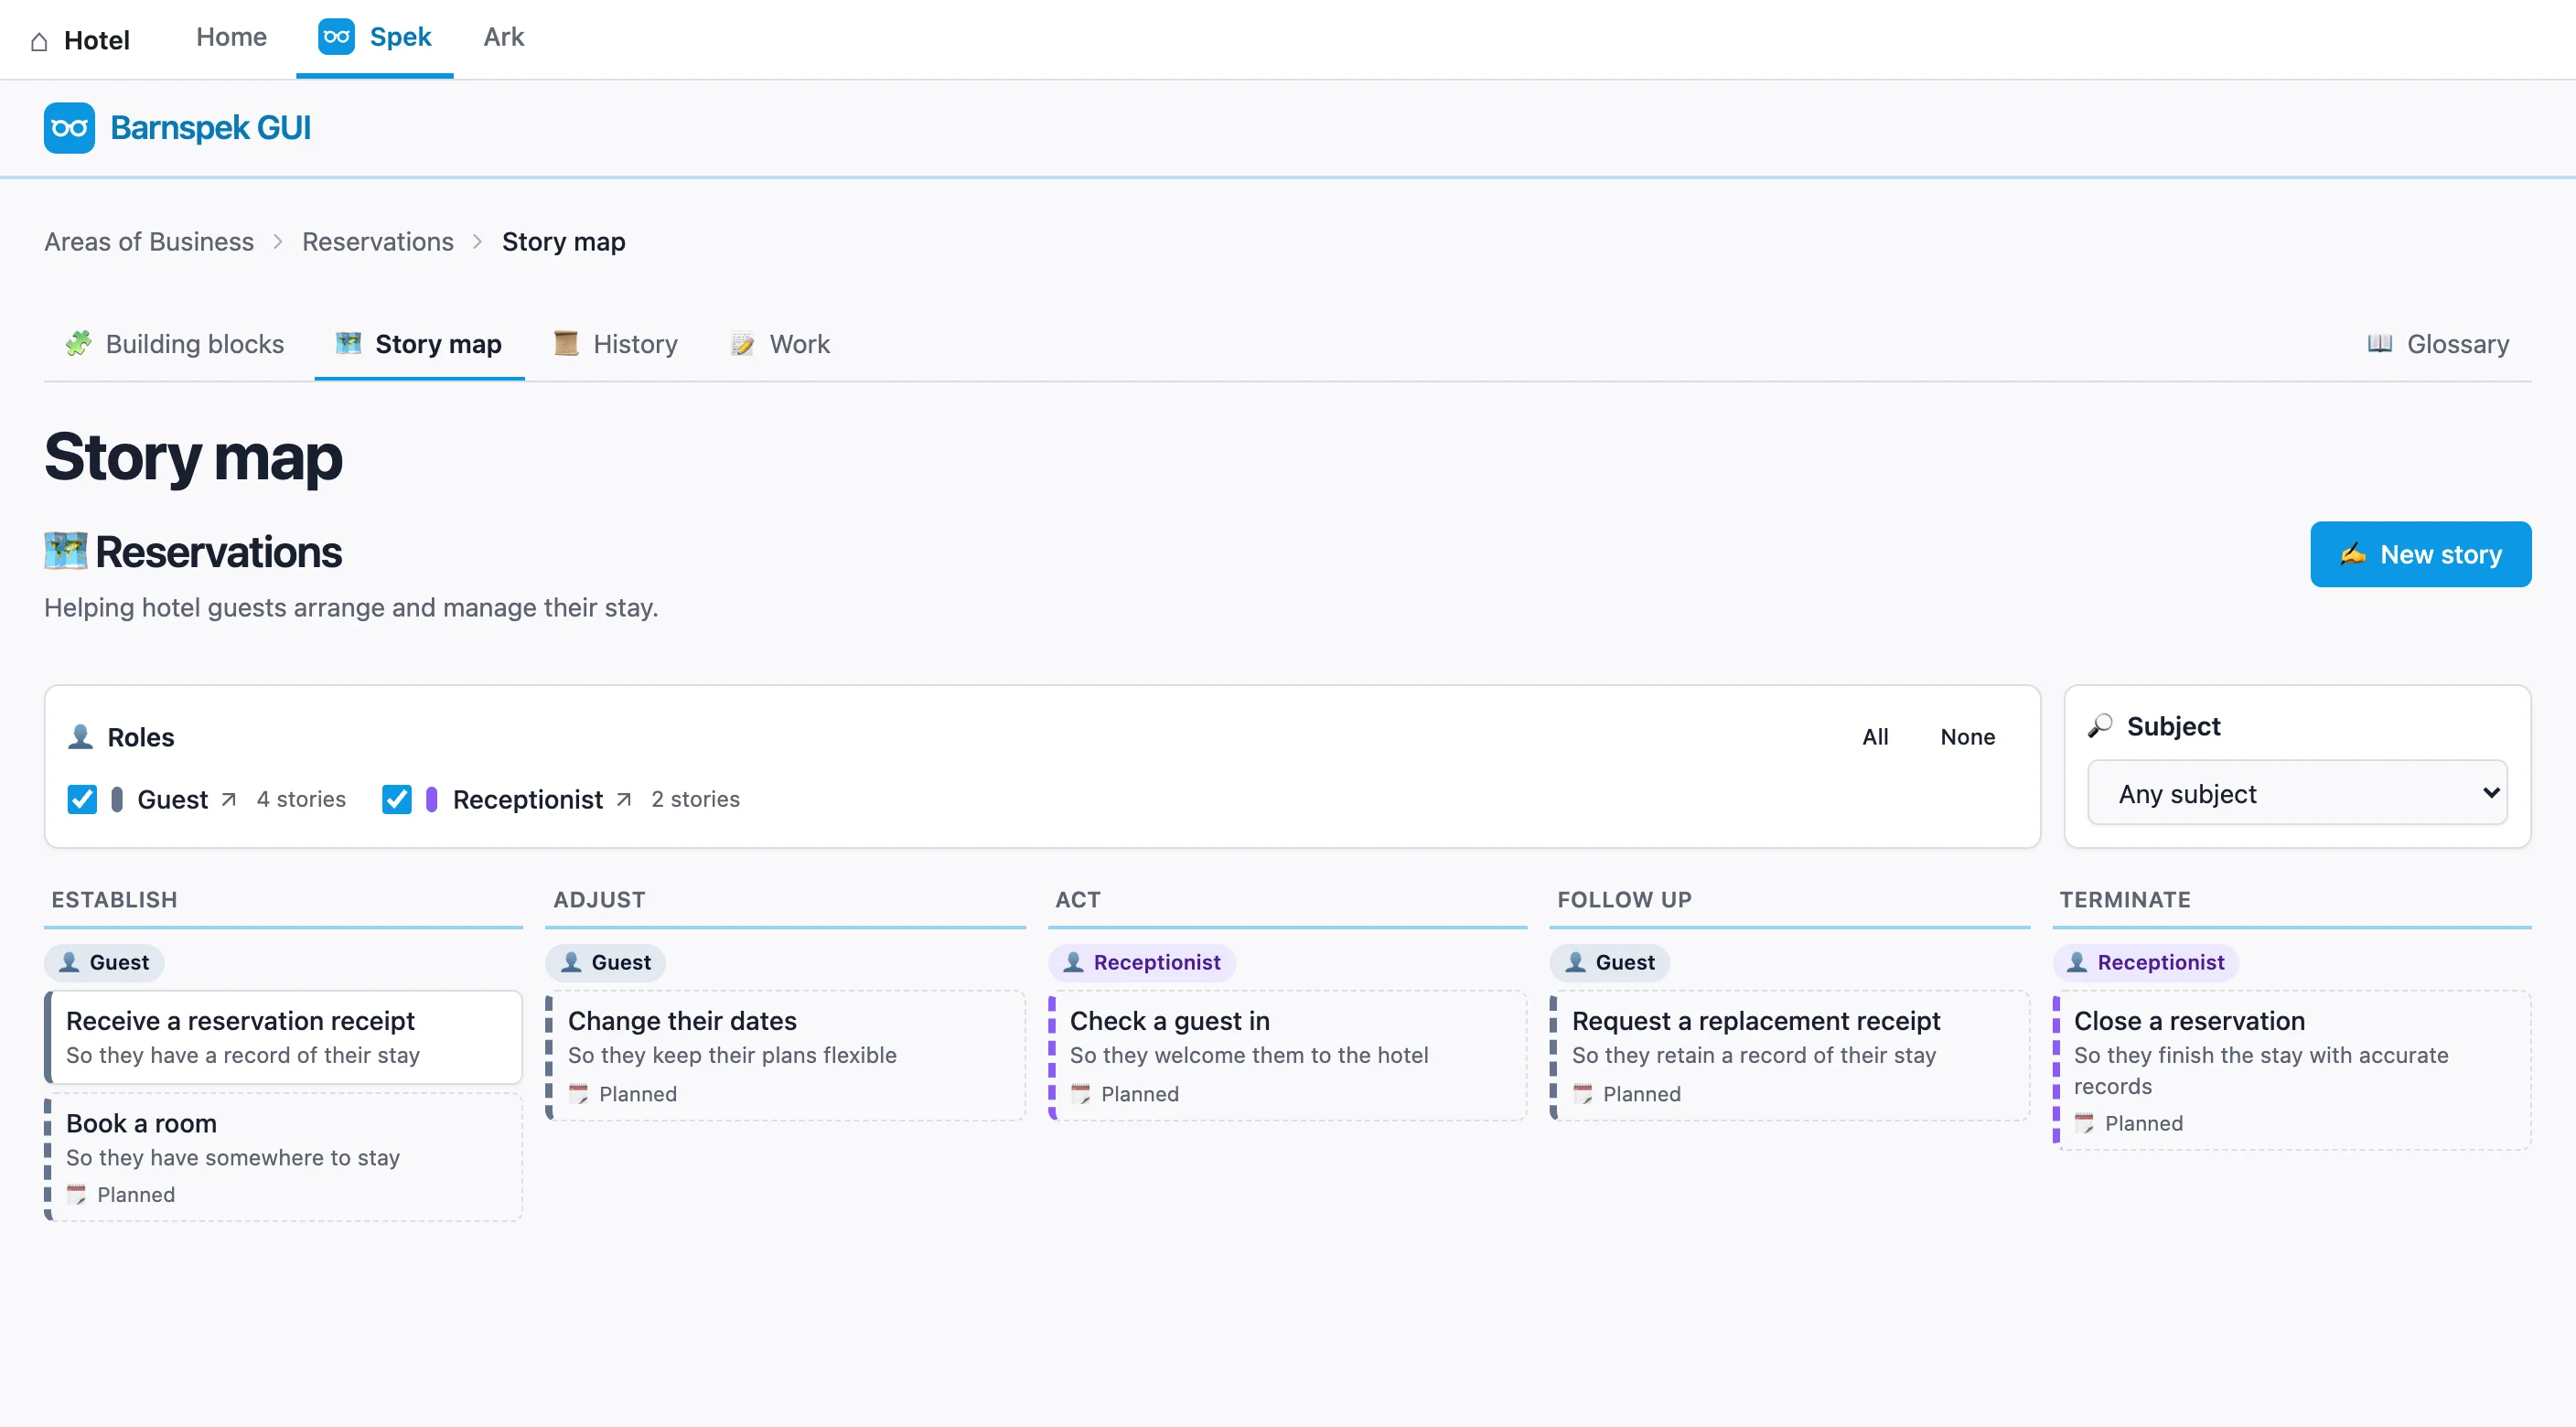 Hotel
Home
Spek
Ark
Barnspek GUI
Areas of Business > Reservations > Story map
Building blocks
Story map
History
Work
Glossary
Story map
Reservations
New story
Helping hotel guests arrange and manage their stay.
Roles
All
None
Guest ↗ 4 stories
Receptionist ↗ 2 stories
Subject
Any subject
ESTABLISH
Guest
Receive a reservation receipt
So they have a record of their stay
Book a room
So they have somewhere to stay
Planned
ADJUST
Guest
Change their dates
So they keep their plans flexible
Planned
ACT
Receptionist
Check a guest in
So they welcome them to the hotel
Planned
FOLLOW UP
Guest
Request a replacement receipt
So they retain a record of their stay
Planned
TERMINATE
Receptionist
Close a reservation
So they finish the stay with accurate
records
Planned